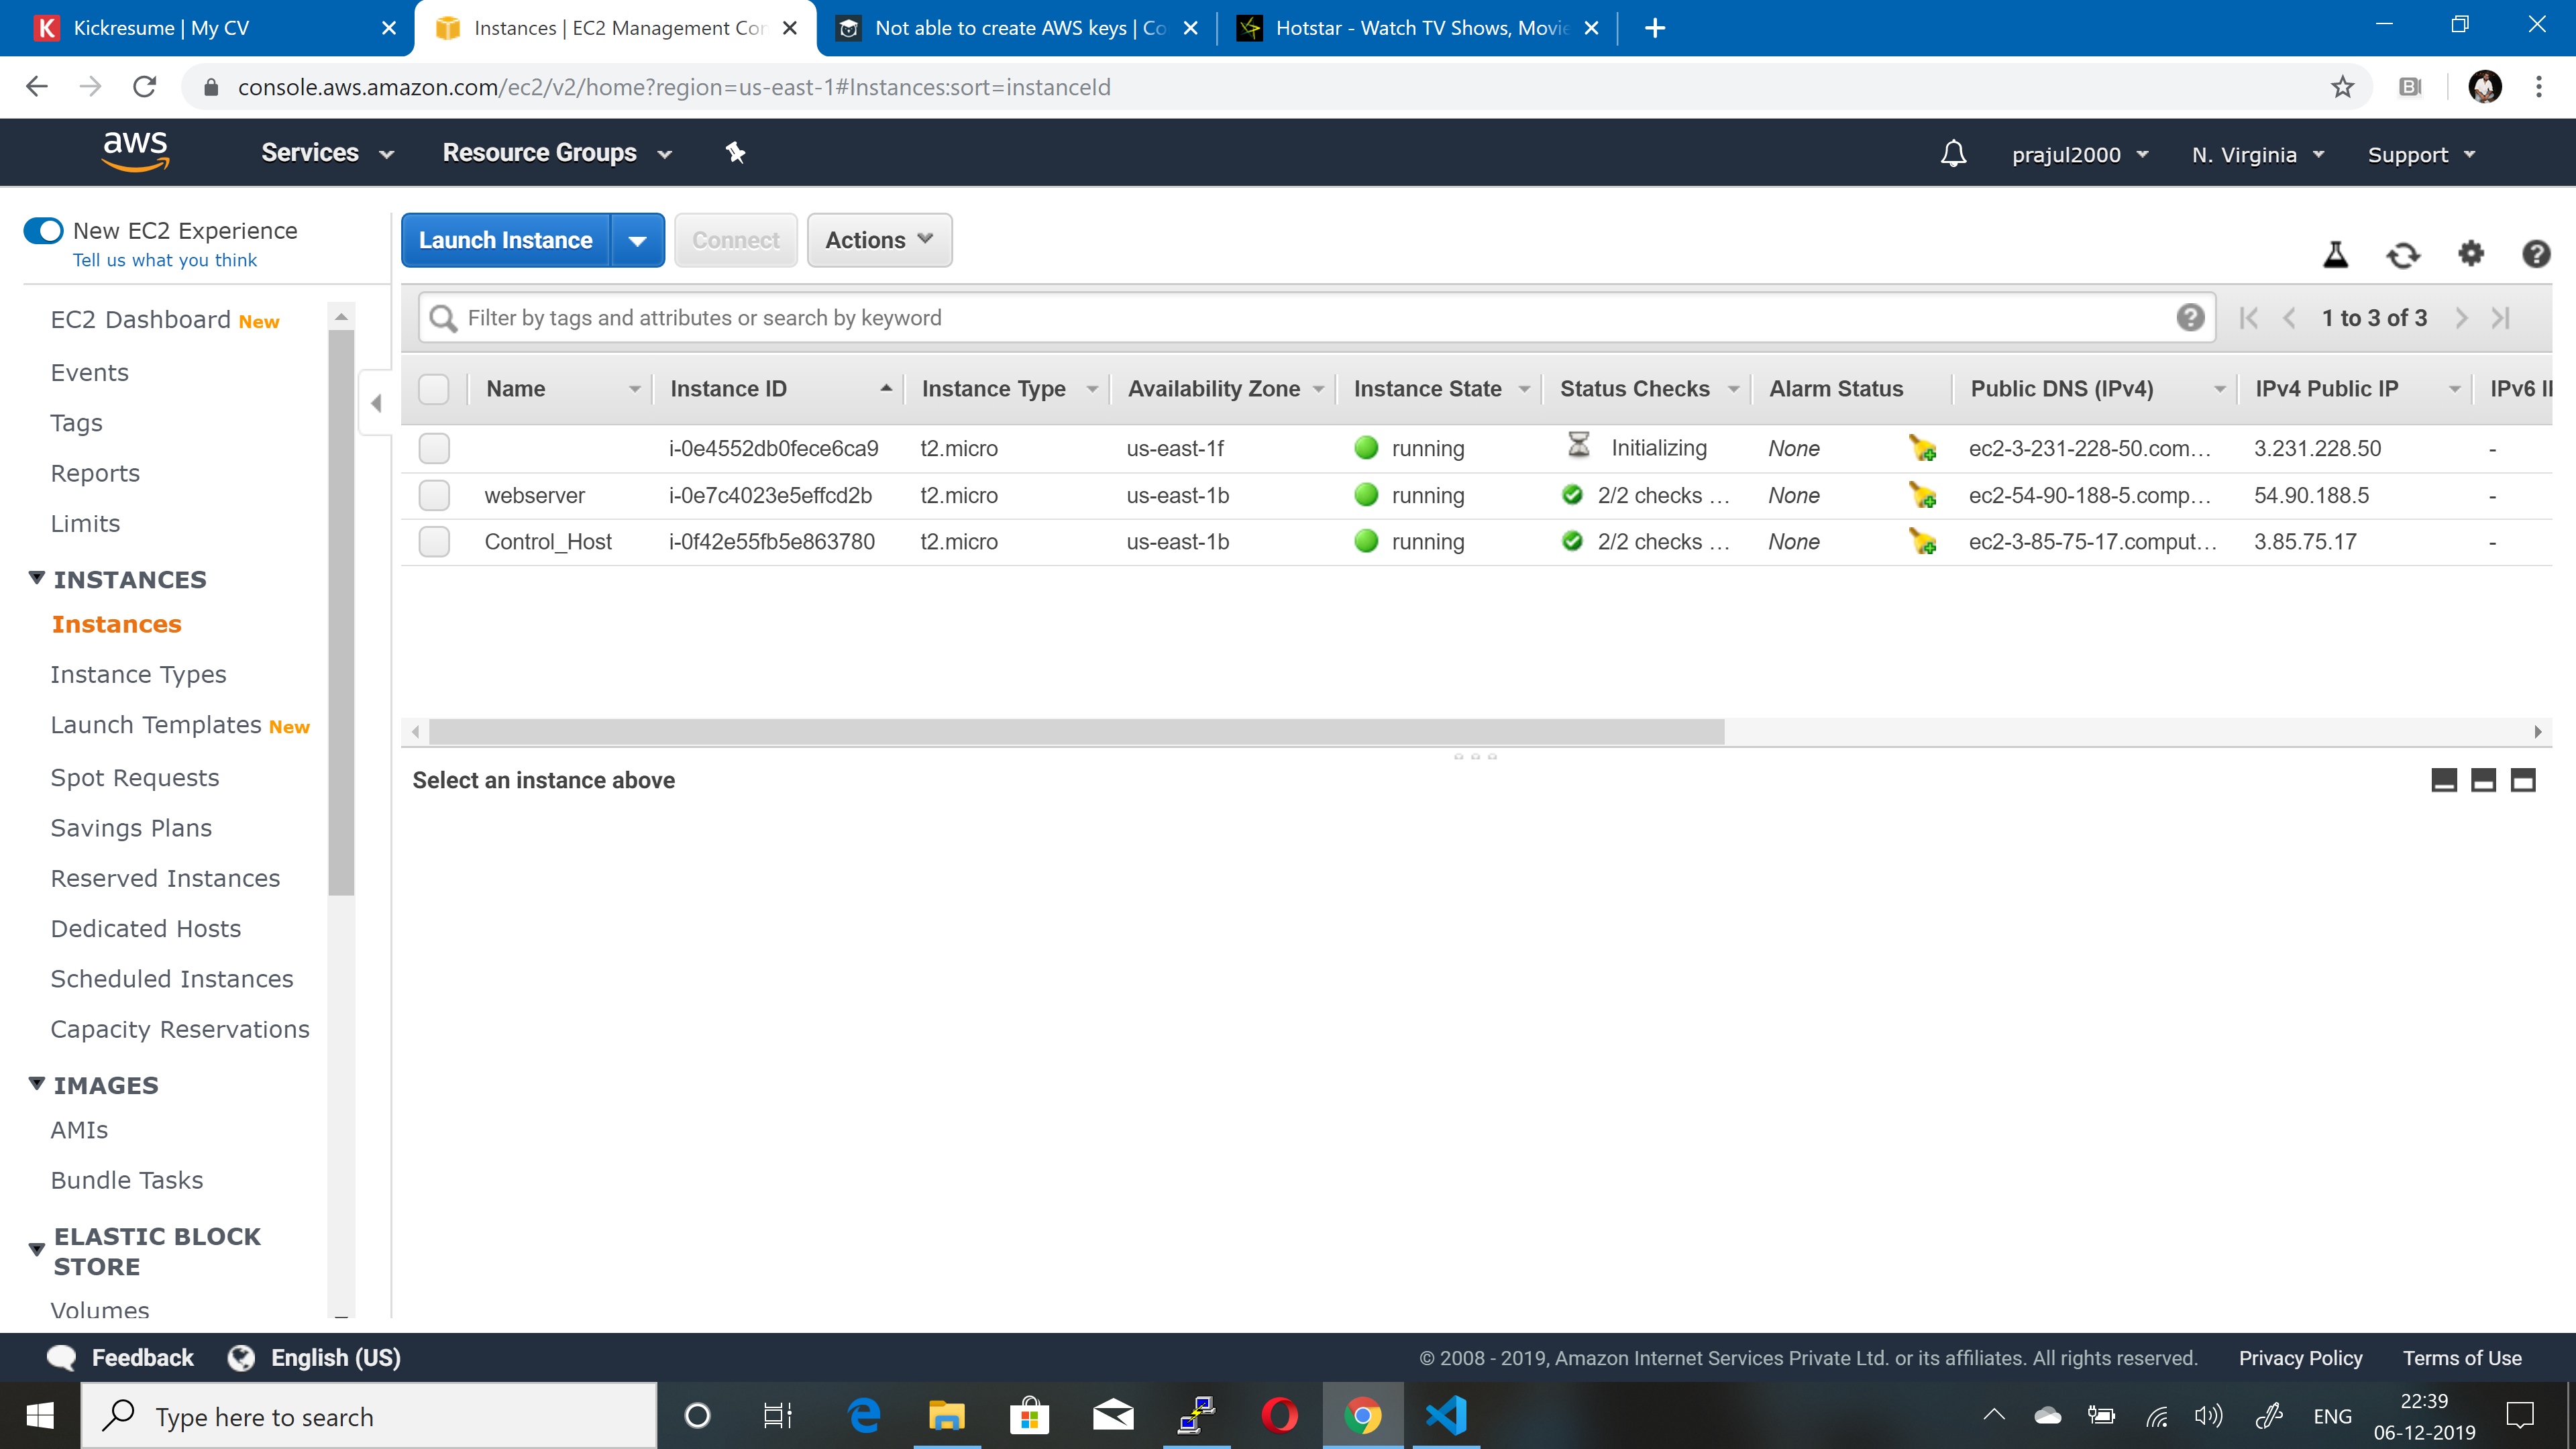 Kickresume | My CV
Instances | EC2 Management Con
Not able to create AWS keys | Co
Hotstar - Watch TV Shows, Movie
console.aws.amazon.com/ec2/v2/home?region=us-east-1#Instances:sort=instanceId
aws Services Resource Groups prajul2000 N. Virginia Support
New EC2 Experience
Tell us what you think
EC2 Dashboard New
Events
Tags
Reports
Limits
INSTANCES
Instances
Instance Types
Launch Templates New
Spot Requests
Savings Plans
Reserved Instances
Dedicated Hosts
Scheduled Instances
Capacity Reservations
IMAGES
AMIs
Bundle Tasks
ELASTIC BLOCK
STORE
Volumes
Launch Instance Connect Actions
Filter by tags and attributes or search by keyword 1 to 3 of 3
Name Instance ID Instance Type Availability Zone Instance State Status Checks Alarm Status Public DNS (IPv4) IPv4 Public IP IPv6 IP
i-0e4552db0fece6ca9 t2.micro us-east-1f running Initializing None ec2-3-231-228-50.com... 3.231.228.50 -
webserver i-0e7c4023e5effcd2b t2.micro us-east-1b running 2/2 checks ... None ec2-54-90-188-5.comp... 54.90.188.5 -
Control_Host i-0f42e55fb5e863780 t2.micro us-east-1b running 2/2 checks ... None ec2-3-85-75-17.comput... 3.85.75.17 -
Select an instance above
Feedback English (US) © 2008 - 2019, Amazon Internet Services Private Ltd. or its affiliates. All rights reserved. Privacy Policy Terms of Use
Type here to search
ENG
22:39
06-12-2019